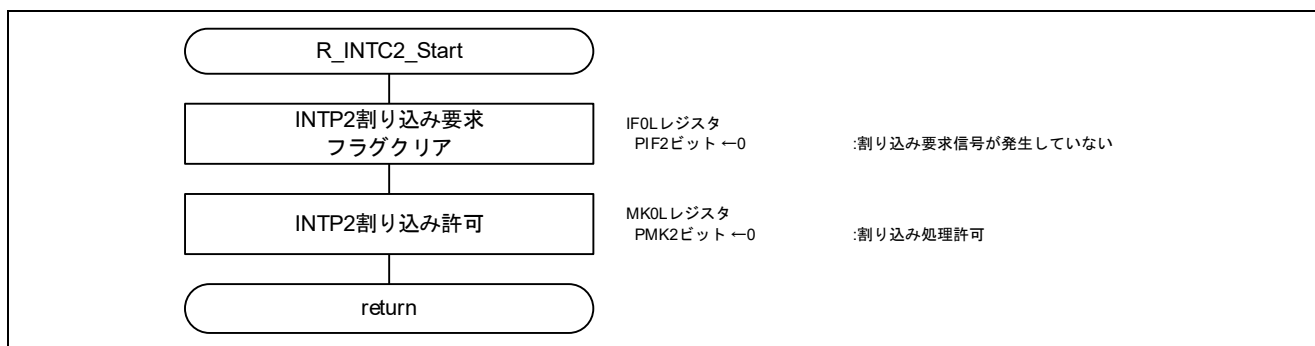 R_INTC2_Start
INTP2割り込み要求
フラグクリア
IF0Lレジスタ
PIF2ビット ←0 :割り込み要求信号が発生していない
INTP2割り込み許可
MK0Lレジスタ
PMK2ビット ←0 :割り込み処理許可
return